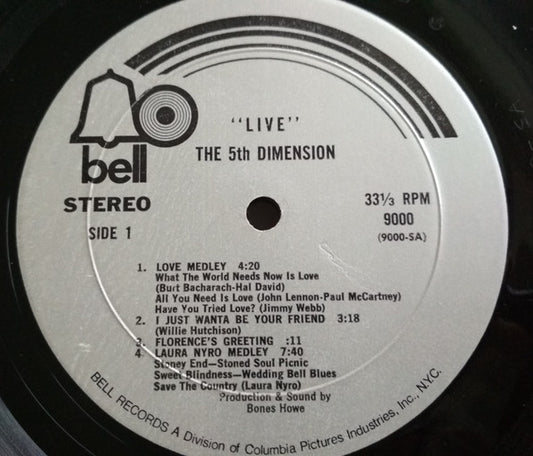 bell
"LIVE"
THE 5th DIMENSION
STEREO
SIDE 1
33⅓ RPM
9000
(9000-SA)
1. LOVE MEDLEY 4:20
What The World Needs Now Is Love
(Burt Bacharach-Hal David)
All You Need Is Love (John Lennon-Paul McCartney)
Have You Tried Love? (Jimmy Webb)
2. I JUST WANTA BE YOUR FRIEND 3:18
(Willie Hutchison)
3. FLORENCE'S GREETING :11
4. LAURA NYRO MEDLEY 7:40
Stoney End—Stoned Soul Picnic
Sweet Blindness—Wedding Bell Blues
Save The Country (Laura Nyro)
Production & Sound by
Bones Howe
BELL RECORDS A Division of Columbia Pictures Industries, Inc., N.Y.C.